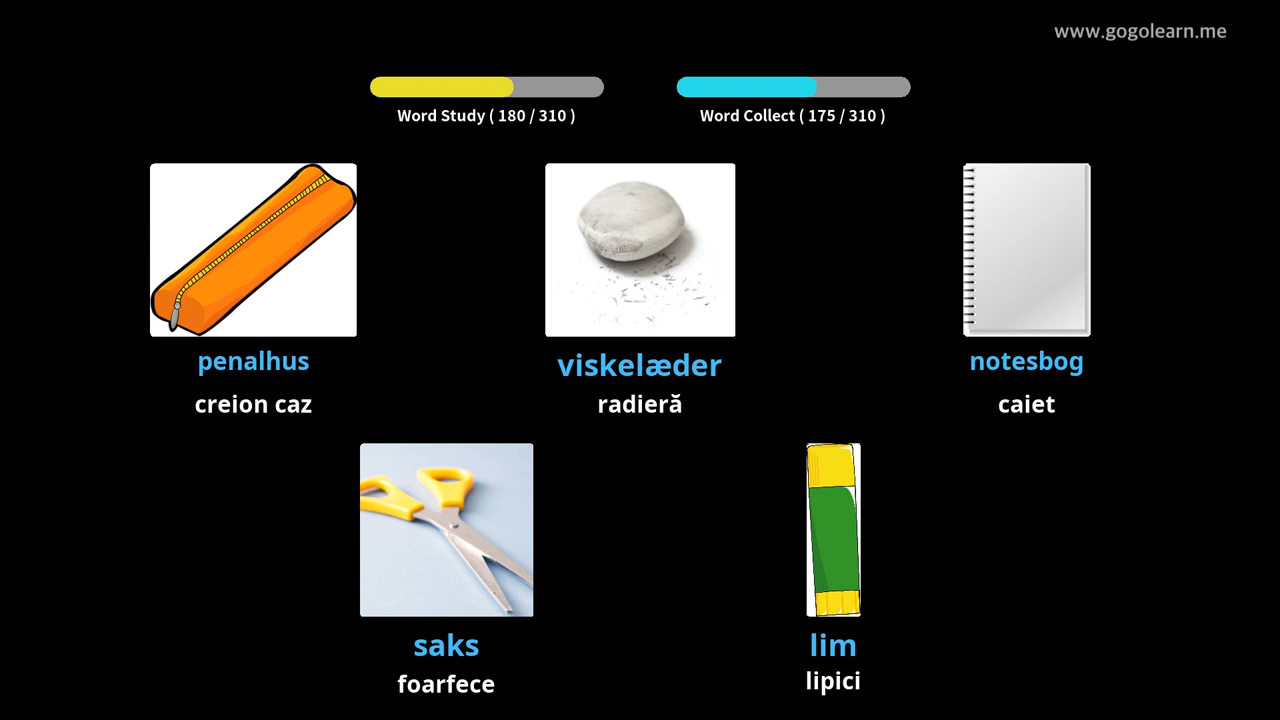 www.gogolearn.me
Word Study ( 180 / 310 )
Word Collect ( 175 / 310 )
penalhus
viskelæder
notesbog
creion caz
radieră
caiet
saks
lim
foarfece
lipici